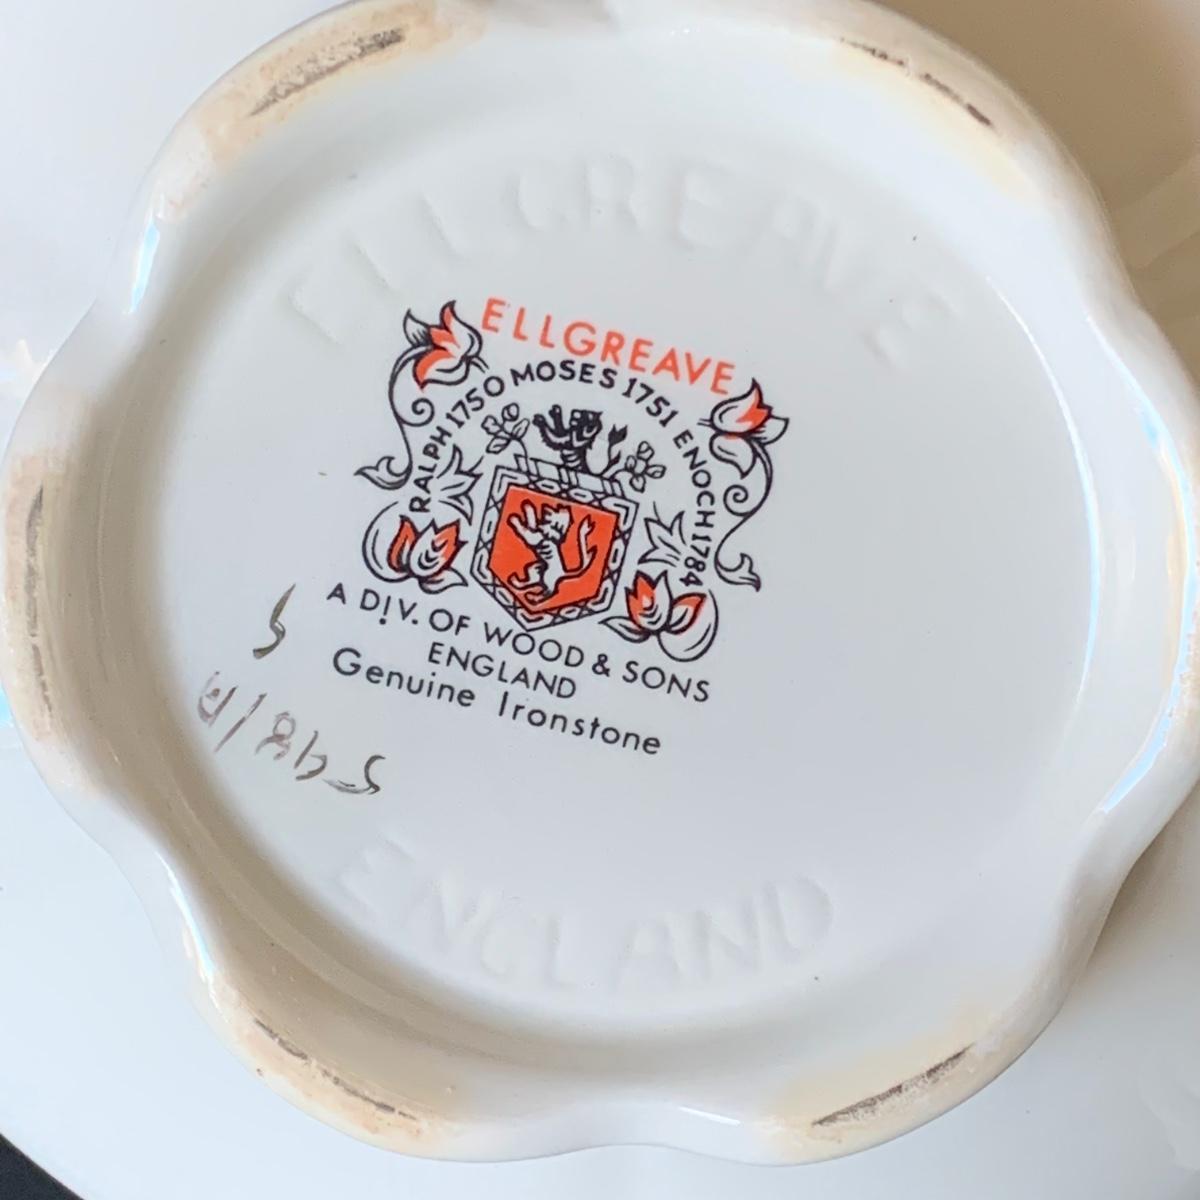 ELLGREAVE
ELLGREAVE
RALPH 1750 MOSES 1751 ENOCH 1784
A DIV. OF WOOD & SONS
ENGLAND
Genuine Ironstone
ENGLAND